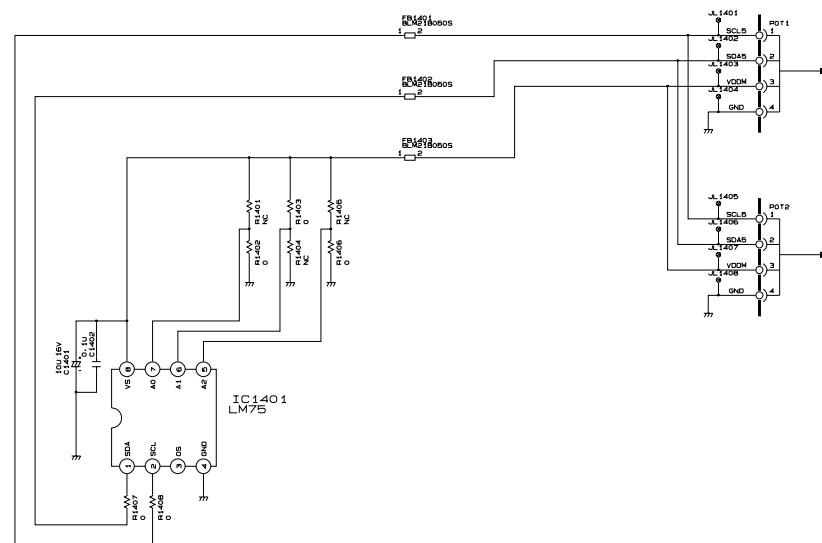 FB1401
BLM21B050S
1 2
JL1401
POT1
SCL5
1
JL1402
SDA5
2
JL1403
VDDM
3
JL1404
GND
4
FB1402
BLM21B050S
1 2
FB1403
BLM21B050S
1 2
R1401
NC
R1403
0
R1405
NC
R1402
0
R1404
NC
R1406
0
JL1405
POT2
SCL5
1
JL1406
SDA5
2
JL1407
VDDM
3
JL1408
GND
4
10U 16V
C1401
+
-
0.1U
C1402
8
7
6
5
VS
A0
A1
A2
IC1401
LM75
SDA
SCL
OS
GND
1
2
3
4
R1407
0
R1408
0